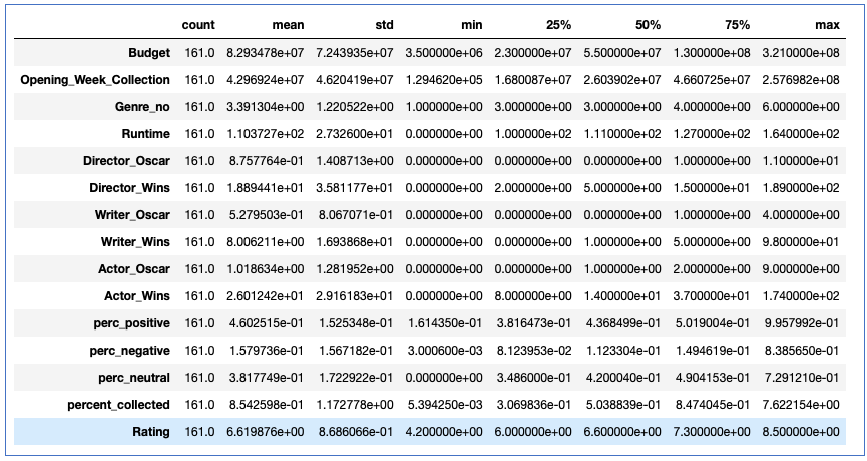 count mean std min 25% 50% 75% max
Budget 161.0 8.293478e+07 7.243935e+07 3.500000e+06 2.300000e+07 5.500000e+07 1.300000e+08 3.210000e+08
Opening_Week_Collection 161.0 4.296924e+07 4.620419e+07 1.294620e+05 1.680087e+07 2.603902e+07 4.660725e+07 2.576982e+08
Genre_no 161.0 3.391304e+00 1.220522e+00 1.000000e+00 3.000000e+00 3.000000e+00 4.000000e+00 6.000000e+00
Runtime 161.0 1.103727e+02 2.732600e+01 0.000000e+00 1.000000e+02 1.110000e+02 1.270000e+02 1.640000e+02
Director_Oscar 161.0 8.757764e-01 1.408713e+00 0.000000e+00 0.000000e+00 0.000000e+00 1.000000e+00 1.100000e+01
Director_Wins 161.0 1.889441e+01 3.581177e+01 0.000000e+00 2.000000e+00 5.000000e+00 1.500000e+01 1.890000e+02
Writer_Oscar 161.0 5.279503e-01 8.067071e-01 0.000000e+00 0.000000e+00 0.000000e+00 1.000000e+00 4.000000e+00
Writer_Wins 161.0 8.006211e+00 1.693868e+01 0.000000e+00 0.000000e+00 1.000000e+00 5.000000e+00 9.800000e+01
Actor_Oscar 161.0 1.018634e+00 1.281952e+00 0.000000e+00 0.000000e+00 1.000000e+00 2.000000e+00 9.000000e+00
Actor_Wins 161.0 2.601242e+01 2.916183e+01 0.000000e+00 8.000000e+00 1.400000e+01 3.700000e+01 1.740000e+02
perc_positive 161.0 4.602515e-01 1.525348e-01 1.614350e-01 3.816473e-01 4.368499e-01 5.019004e-01 9.957992e-01
perc_negative 161.0 1.579736e-01 1.567182e-01 3.000600e-03 8.123953e-02 1.123304e-01 1.494619e-01 8.385650e-01
perc_neutral 161.0 3.817749e-01 1.722922e-01 0.000000e+00 3.486000e-01 4.200040e-01 4.904153e-01 7.291210e-01
percent_collected 161.0 8.542598e-01 1.172778e+00 5.394250e-03 3.069836e-01 5.038839e-01 8.474045e-01 7.622154e+00
Rating 161.0 6.619876e+00 8.686066e-01 4.200000e+00 6.000000e+00 6.600000e+00 7.300000e+00 8.500000e+00